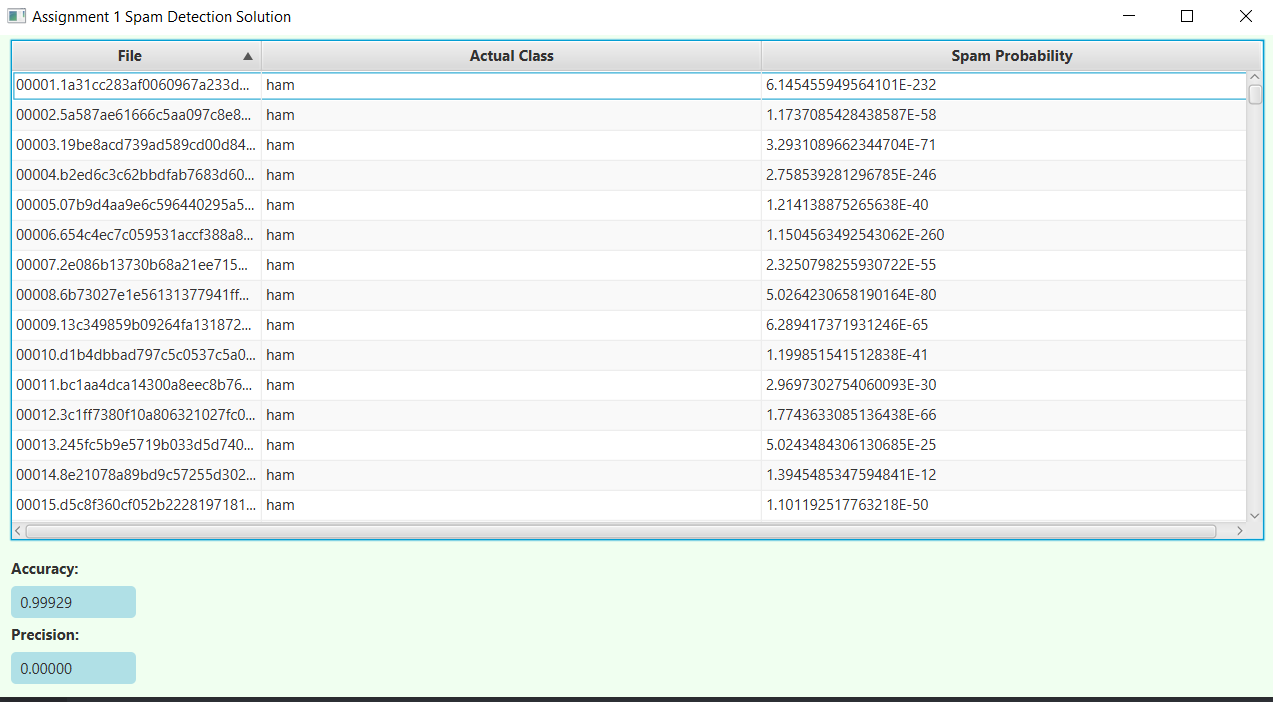 Assignment 1 Spam Detection Solution
File Actual Class Spam Probability
00001.1a31cc283af0060967a233d... ham 6.145455949564101E-232
00002.5a587ae61666c5aa097c8e8... ham 1.1737085428438587E-58
00003.19be8acd739ad589cd00d84... ham 3.2931089662344704E-71
00004.b2ed6c3c62bbdfab7683d60... ham 2.758539281296785E-246
00005.07b9d4aa9e6c596440295a5... ham 1.214138875265638E-40
00006.654c4ec7c059531accf388a8... ham 1.1504563492543062E-260
00007.2e086b13730b68a21ee715... ham 2.3250798255930722E-55
00008.6b73027e1e56131377941ff... ham 5.0264230658190164E-80
00009.13c349859b09264fa131872... ham 6.289417371931246E-65
00010.d1b4dbbad797c5c0537c5a0... ham 1.199851541512838E-41
00011.bc1aa4dca14300a8eec8b76... ham 2.9697302754060093E-30
00012.3c1ff7380f10a806321027fc0... ham 1.7743633085136438E-66
00013.245fc5b9e5719b033d5d740... ham 5.0243484306130685E-25
00014.8e21078a89bd9c57255d302... ham 1.3945485347594841E-12
00015.d5c8f360cf052b2228197181... ham 1.101192517763218E-50
Accuracy:
0.99929
Precision:
0.00000